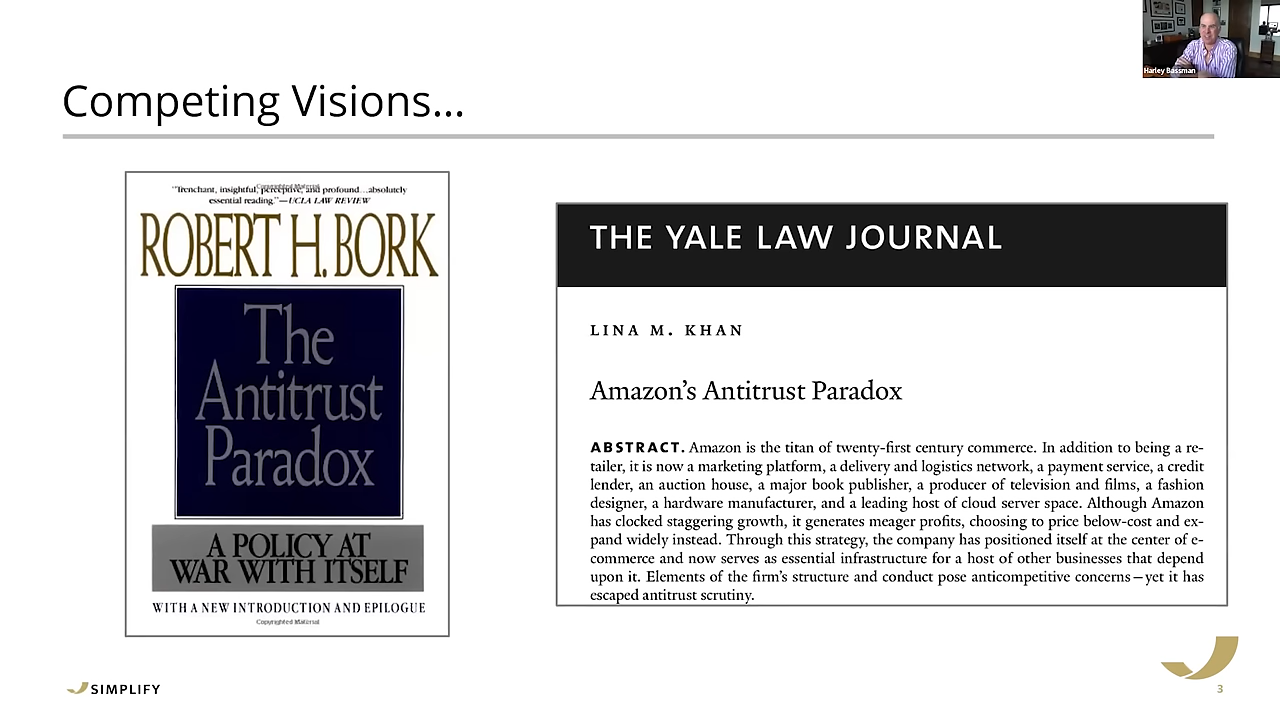 Harley Bassman
Competing Visions...
Copyrighted Material
"Trenchant, insightful, perceptive, and profound...absolutely
essential reading."—UCLA LAW REVIEW
ROBERT H. BORK
The
Antitrust
Paradox
A POLICY AT
WAR WITH ITSELF
WITH A NEW INTRODUCTION AND EPILOGUE
Copyrighted Material
THE YALE LAW JOURNAL
LINA M. KHAN
Amazon's Antitrust Paradox
ABSTRACT. Amazon is the titan of twenty-first century commerce. In addition to being a re-
tailer, it is now a marketing platform, a delivery and logistics network, a payment service, a credit
lender, an auction house, a major book publisher, a producer of television and films, a fashion
designer, a hardware manufacturer, and a leading host of cloud server space. Although Amazon
has clocked staggering growth, it generates meager profits, choosing to price below-cost and ex-
pand widely instead. Through this strategy, the company has positioned itself at the center of e-
commerce and now serves as essential infrastructure for a host of other businesses that depend
upon it. Elements of the firm's structure and conduct pose anticompetitive concerns—yet it has
escaped antitrust scrutiny.
SIMPLIFY
3